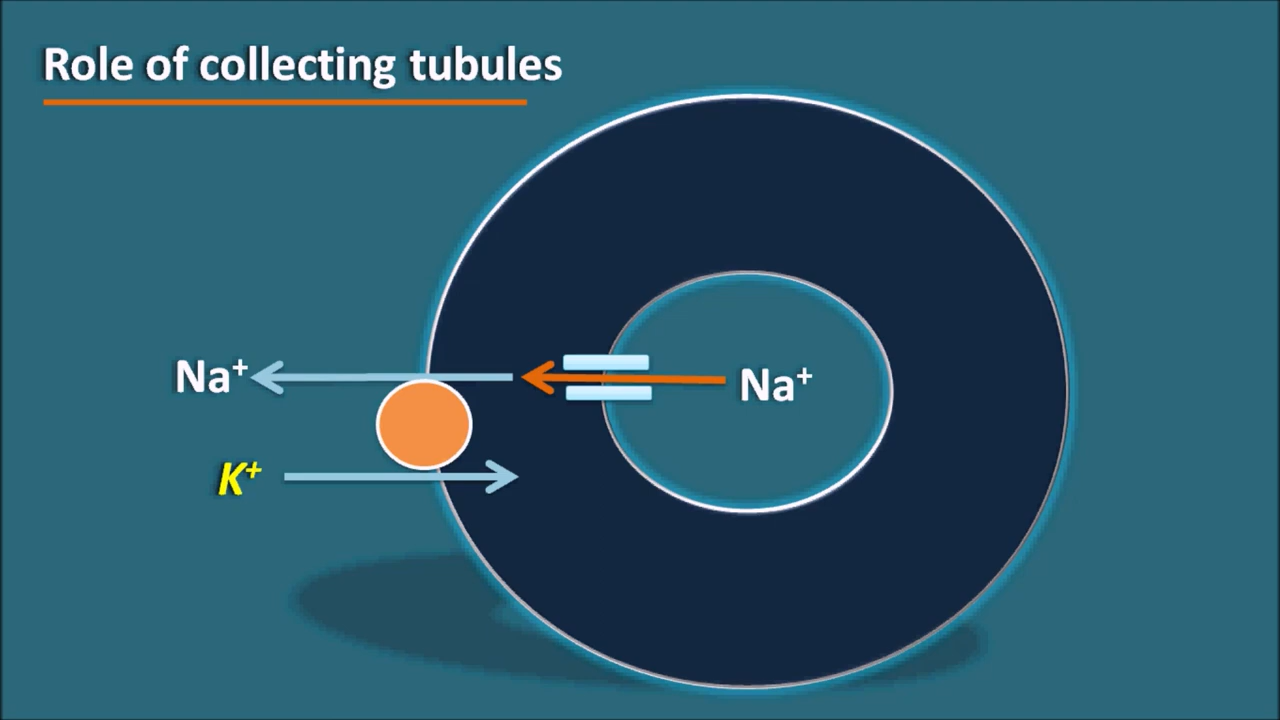 Role of collecting tubules
Na⁺
Na⁺
K⁺